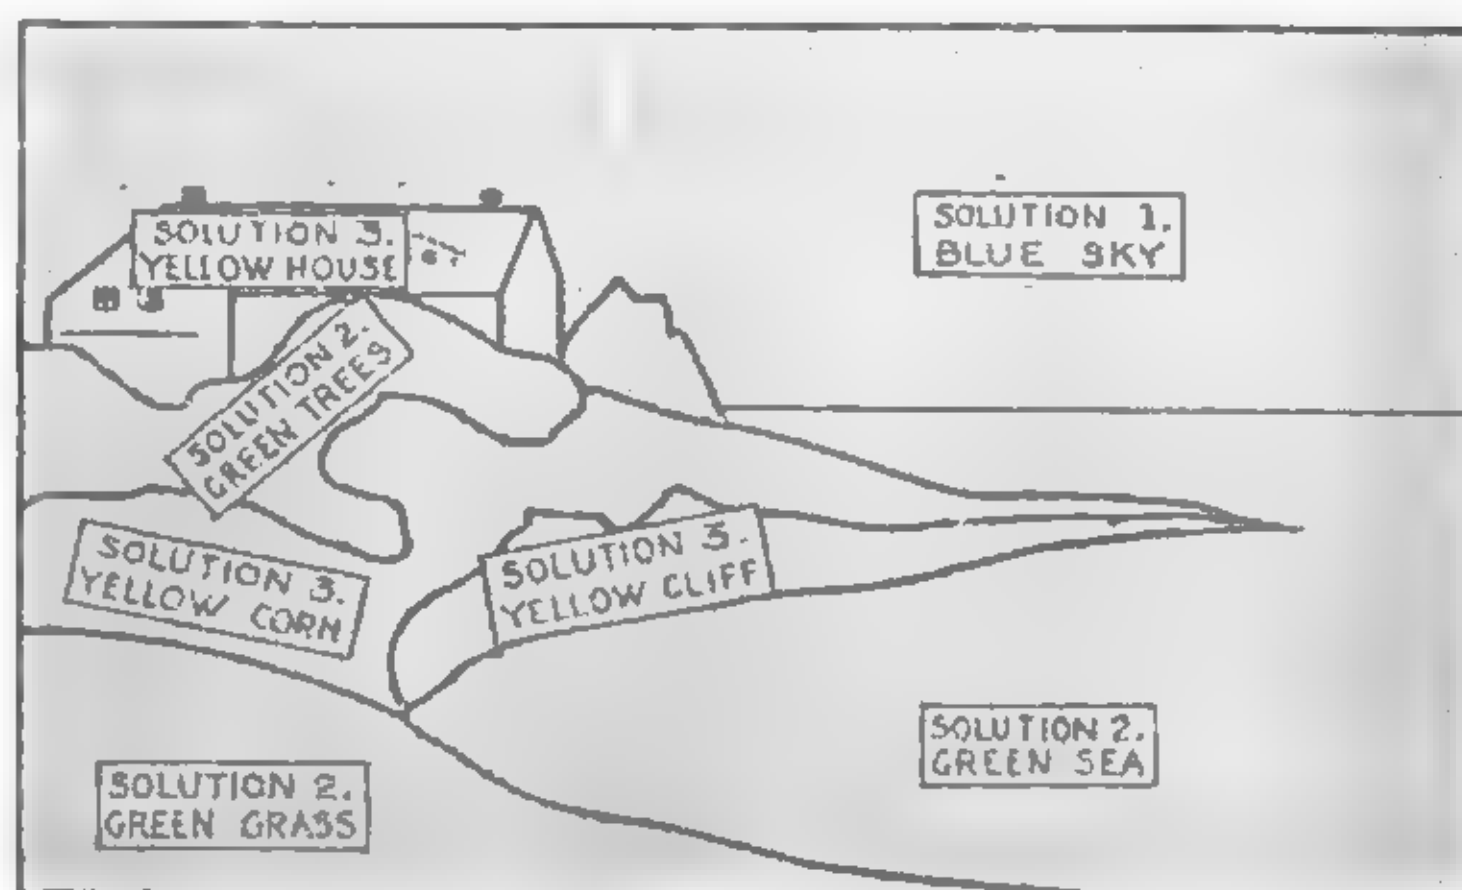 SOLUTION 1.
BLUE SKY
SOLUTION 3.
YELLOW HOUSE
SOLUTION 2.
GREEN TREES
SOLUTION 3.
YELLOW CORN
SOLUTION 3.
YELLOW CLIFF
SOLUTION 2.
GREEN SEA
SOLUTION 2.
GREEN GRASS